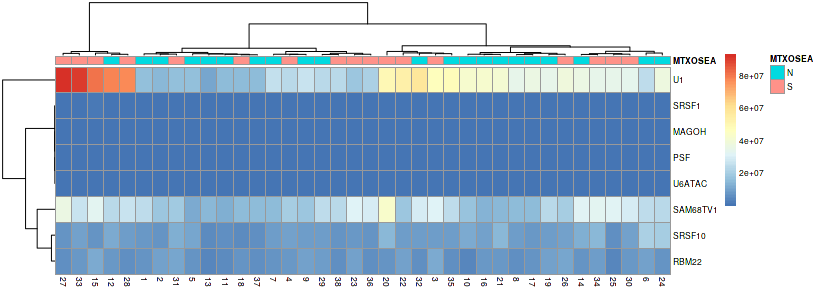 MTXOSEA
U1
SRSF1
MAGOH
PSF
U6ATAC
SAM68TV1
SRSF10
RBM22
27 33 15 12 28 1 2 31 5 13 11 18 37 7 4 9 29 38 23 36 20 22 32 3 35 10 16 21 8 17 19 26 14 34 25 30 6 24
8e+07
6e+07
4e+07
2e+07
MTXOSEA
N
S